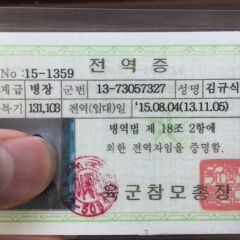 전역증
No : 15-1359
계급 병장 군번 13-73057327 성명 김규식
특기 131,103 전역(임대)일 '15.08.04(13.11.05)
병역법 제 18조 2항에
의한 전역자임을 증명함.
육군참모총장